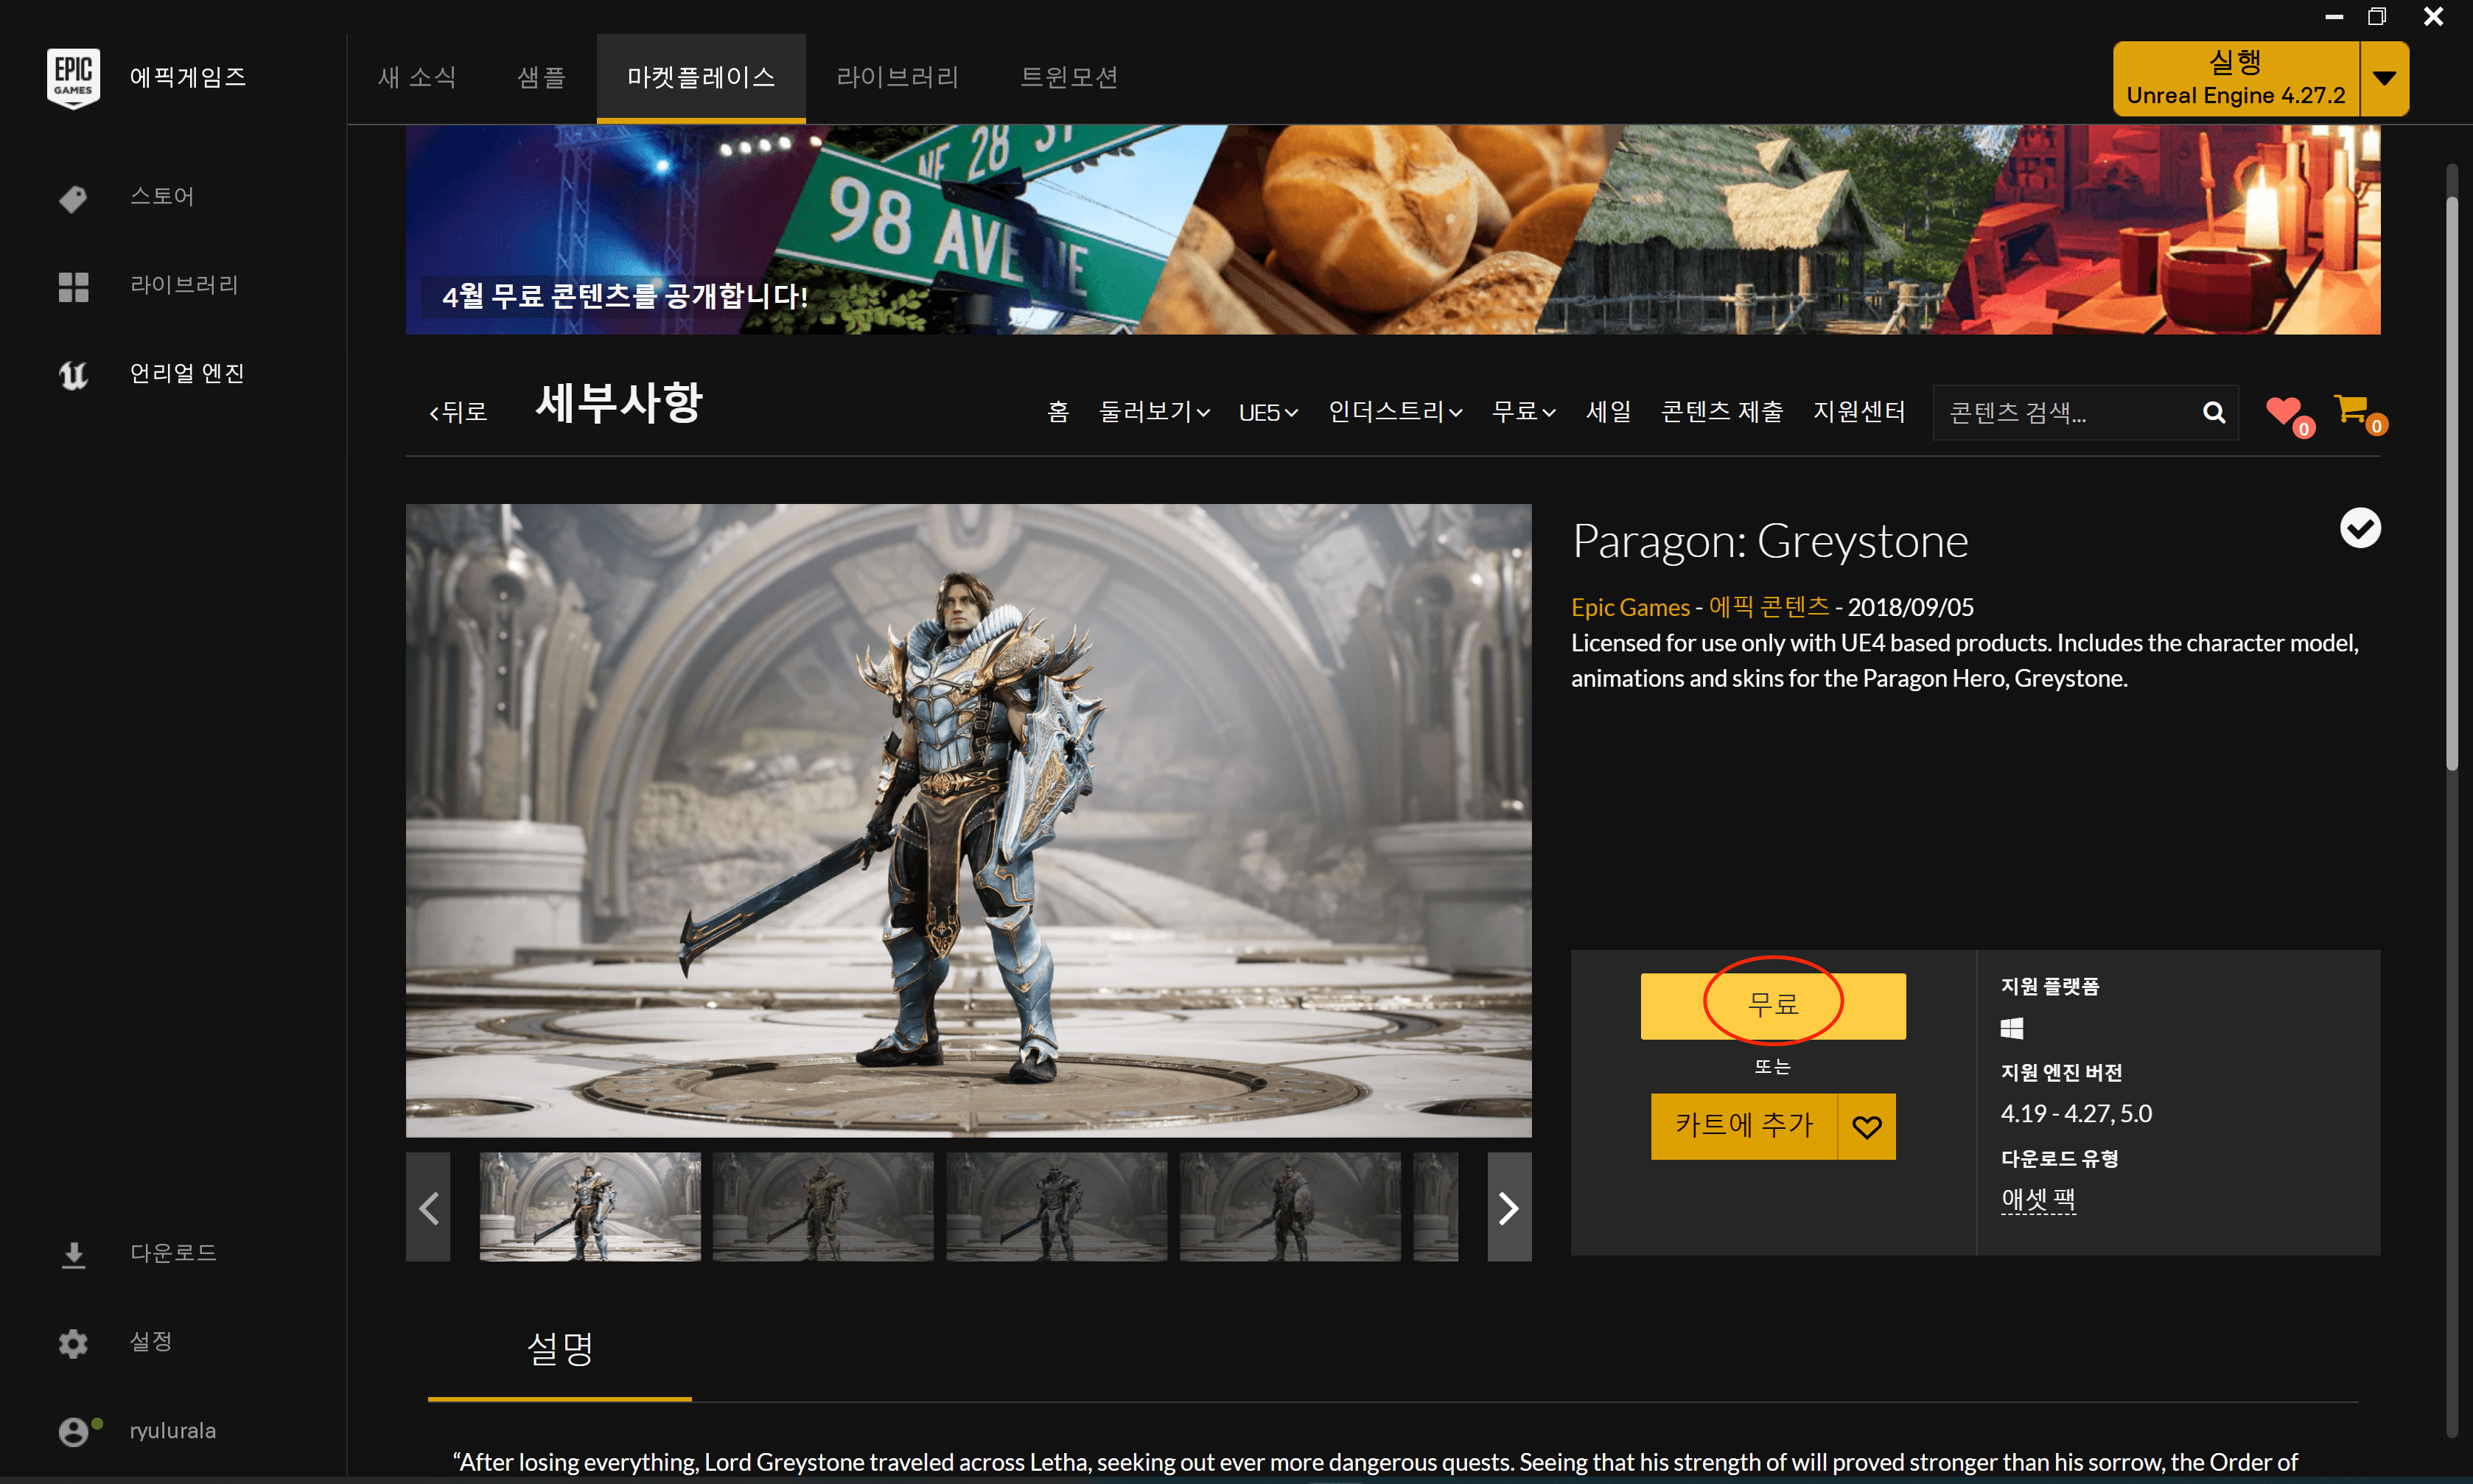 EPIC
GAMES
에픽게임즈
새 소식
샘플
마켓플레이스
라이브러리
트윈모션
실행
Unreal Engine 4.27.2
스토어
라이브러리
언리얼 엔진
NE 28 ST
98 AVE NE
4월 무료 콘텐츠를 공개합니다!
뒤로
세부사항
홈
둘러보기
UE5
인더스트리
무료
세일
콘텐츠 제출
지원센터
콘텐츠 검색...
0
0
Paragon: Greystone
Epic Games - 에픽 콘텐츠 - 2018/09/05
Licensed for use only with UE4 based products. Includes the character model,
animations and skins for the Paragon Hero, Greystone.
무료
또는
카트에 추가
지원 플랫폼
지원 엔진 버전
4.19 - 4.27, 5.0
다운로드 유형
애셋 팩
다운로드
설정
ryulurala
설명
“After losing everything, Lord Greystone traveled across Letha, seeking out ever more dangerous quests. Seeing that his strength of will proved stronger than his sorrow, the Order of